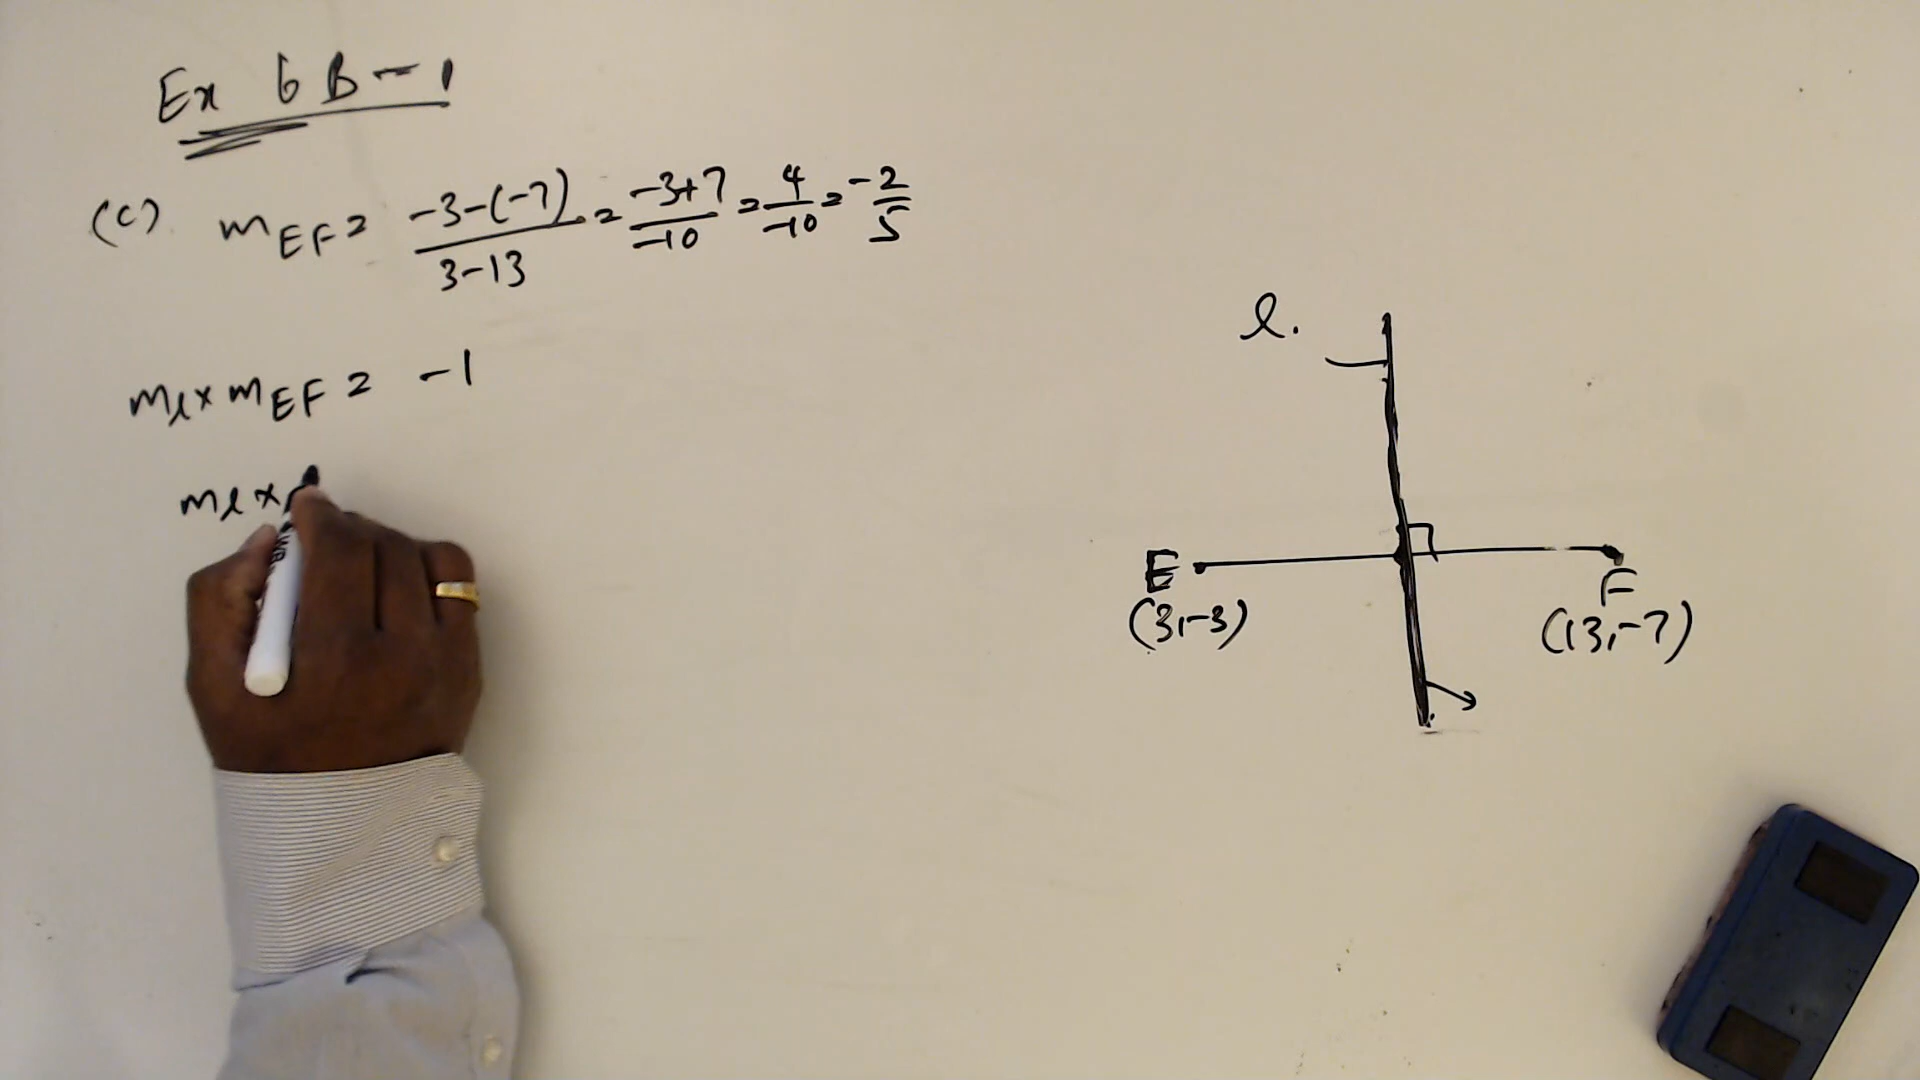 Ex 6B-1
(c) mEF = -3-(-7)/3-13 = -3+7/-10 = 4/-10 = -2/5
ml × mEF = -1
ml ×
l.
E
F
(3,-3)
(13,-7)